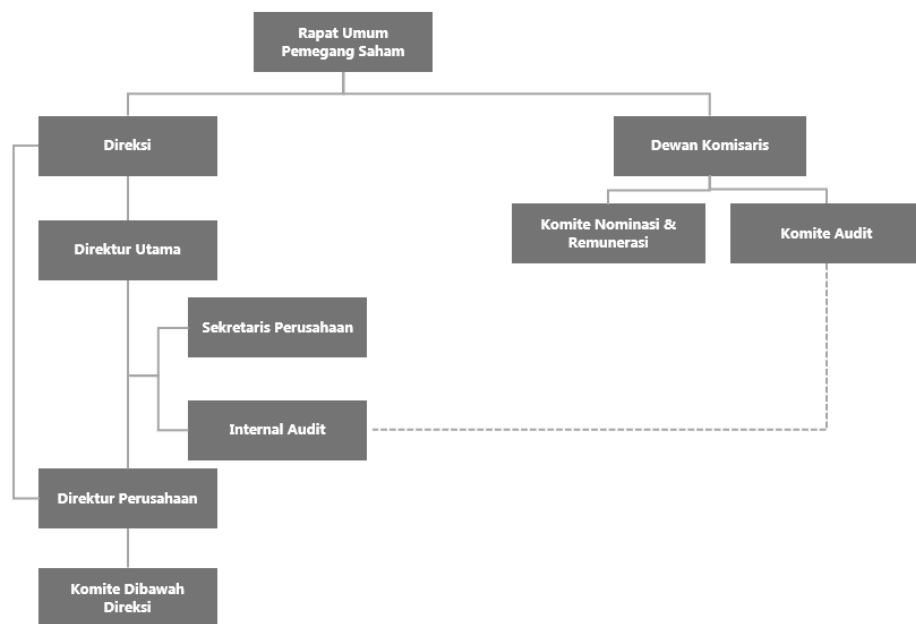 Rapat Umum
Pemegang Saham
Direksi
Dewan Komisaris
Direktur Utama
Komite Nominasi &
Remunerasi
Komite Audit
Sekretaris Perusahaan
Internal Audit
Direktur Perusahaan
Komite Dibawah
Direksi